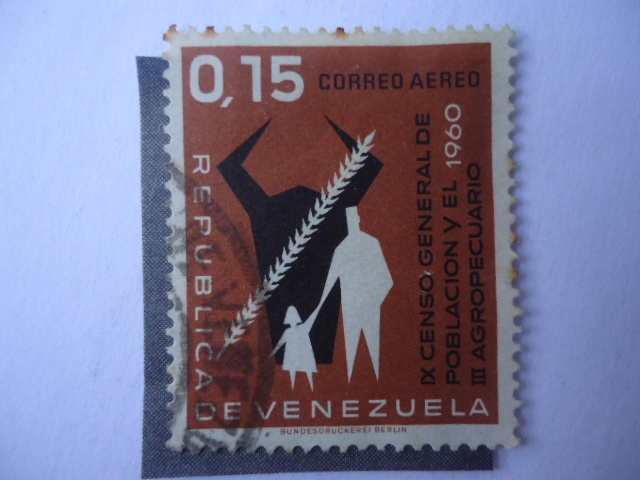 0,15 CORREO AEREO
REPUBLICA
DE VENEZUELA
IX CENSO GENERAL DE
POBLACION Y EL 1960
III AGROPECUARIO
BUNDESDRUCKEREI BERLIN